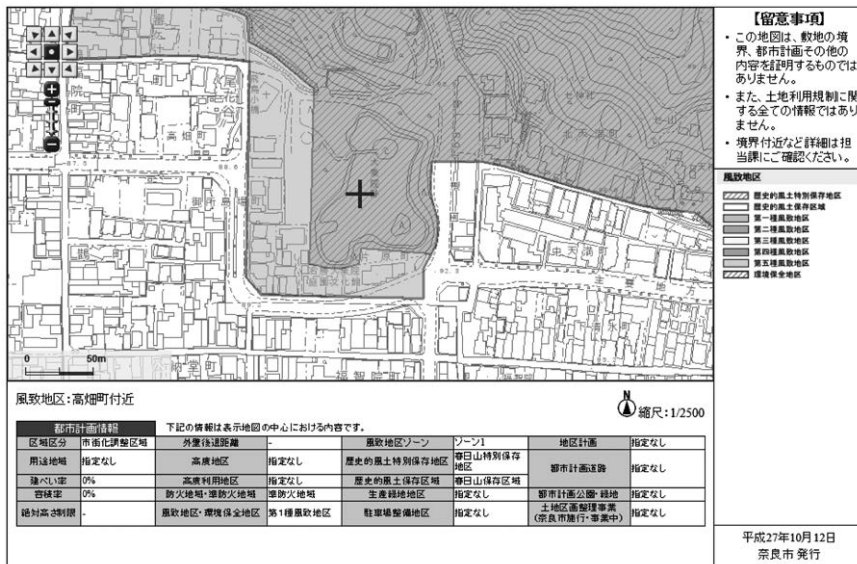 【留意事項】
・この地図は、敷地の境
界、都市計画その他の
内容を証明するものでは
ありません。
・また、土地利用規制に関
する全ての情報ではあり
ません。
・境界付近など詳細は担
当課にご確認ください。
風致地区
歴史的風土特別保存地区
歴史的風土保存区域
第一種風致地区
第二種風致地区
第三種風致地区
第四種風致地区
第五種風致地区
環境保全地区
高畑町
鶴 町
片原町
福智院町
納堂町
0 50m
風致地区:高畑町付近
N
縮尺:1/2500
都市計画情報 下記の情報は表示地図の中心における内容です。
区域区分 市街化調整区域 外壁後退距離 - 風致地区ゾーン ゾーン1 地区計画 指定なし
用途地域 指定なし 高度地区 指定なし 歴史的風土特別保存地区 春日山特別保存地区 都市計画道路 指定なし
建ぺい率 0% 高度利用地区 指定なし 歴史的風土保存区域 春日山保存区域
容積率 0% 防火地域・準防火地域 準防火地域 生産緑地地区 指定なし 都市計画公園・緑地 指定なし
絶対高さ制限 - 風致地区・環境保全地区 第1種風致地区 駐車場整備地区 指定なし 土地区画整理事業(奈良市施行・事業中) 指定なし
平成27年10月12日
奈良市 発行